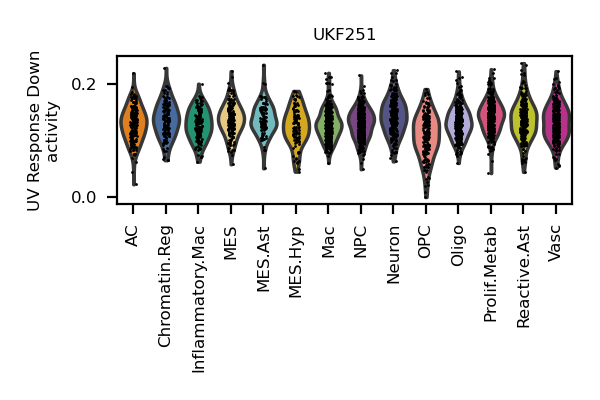 UKF251
UV Response Down
activity
0.2
0.0
AC
Chromatin.Reg
Inflammatory.Mac
MES
MES.Ast
MES.Hyp
Mac
NPC
Neuron
OPC
Oligo
Prolif.Metab
Reactive.Ast
Vasc